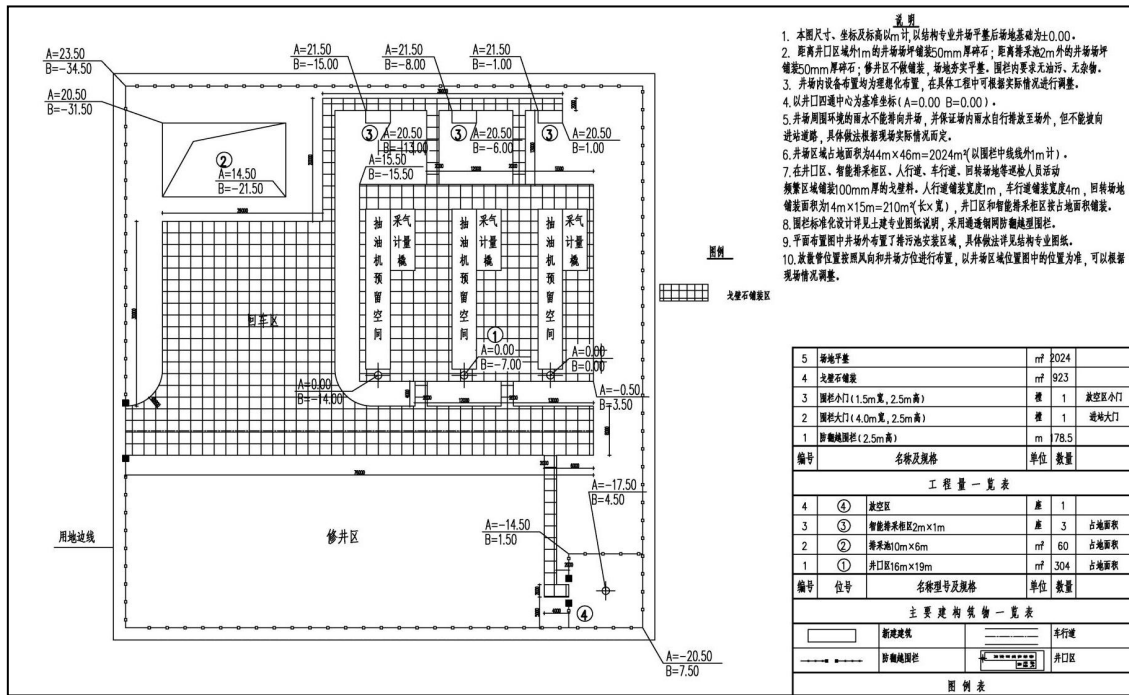 说明
1. 本图尺寸、坐标及标高以m计,以结构专业井场平整后场地基础为±0.00。
2. 距离井口区域外1m的井场场坪铺装50mm厚碎石;距离排采池2m外的井场场坪
铺装50mm厚碎石;修井区不做铺装,场地夯实平整。围栏内要求无油污、无杂物。
3. 井场内设备布置均为理想化布置,在具体工程中可根据实际情况进行调整。
4. 以井口四通中心为基准坐标(A=0.00 B=0.00)。
5. 井场周围环境的雨水不能排向井场,并保证场内雨水自行排放至场外,但不能坡向
进站道路,具体做法根据现场实际情况而定。
6. 井场区域占地面积为44m×46m=2024m²(以围栏中线线外1m计)。
7. 在井口区、智能排采柜区、人行道、车行道、回转场地等巡检人员活动
频繁区域铺装100mm厚的戈壁料。人行道铺装宽度1m,车行道铺装宽度4m,回转场地
铺装面积为14m×15m=210m²(长×宽),井口区和智能排采柜区按占地面积铺装。
8. 围栏标准化设计详见土建专业图纸说明,采用通透钢网防翻越型围栏。
9. 平面布置图中井场外布置了排污池安装区域,具体做法详见结构专业图纸。
10. 放散管位置按照风向和井场方位进行布置,以井场区域位置图中的位置为准,可以根据
现场情况调整。
A=23.50
B=-34.50
A=20.50
B=-31.50
A=21.50
B=-15.00
A=21.50
B=-8.00
A=21.50
B=-1.00
③
③
③
A=20.50
B=-13.00
A=20.50
B=-6.00
A=20.50
B=1.00
②
A=14.50
B=-21.50
A=15.50
B=-15.50
抽油机预留空间
采气计量橇
抽油机预留空间
采气计量橇
抽油机预留空间
采气计量橇
回车区
①
A=0.00
B=-14.00
A=0.00
B=-7.00
A=0.00
B=0.00
A=-0.50
B=3.50
A=-17.50
B=4.50
A=-14.50
B=1.50
用地边线
修井区
④
A=-20.50
B=7.50
图例
戈壁石铺装区
5 场地平整 m² 2024
4 戈壁石铺装 m² 923
3 围栏小门(1.5m宽,2.5m高) 樘 1 放空区小门
2 围栏大门(4.0m宽,2.5m高) 樘 1 进站大门
1 防翻越围栏(2.5m高) m 178.5
编号 名称及规格 单位 数量
工程量一览表
4 ④ 放空区 座 1
3 ③ 智能排采柜区2m×1m 座 3 占地面积
2 ② 排采池10m×6m m² 60 占地面积
1 ① 井口区16m×19m m² 304 占地面积
编号 位号 名称型号及规格 单位 数量
主要建构筑物一览表
新建建筑 车行道
防翻越围栏 井口区
图例表